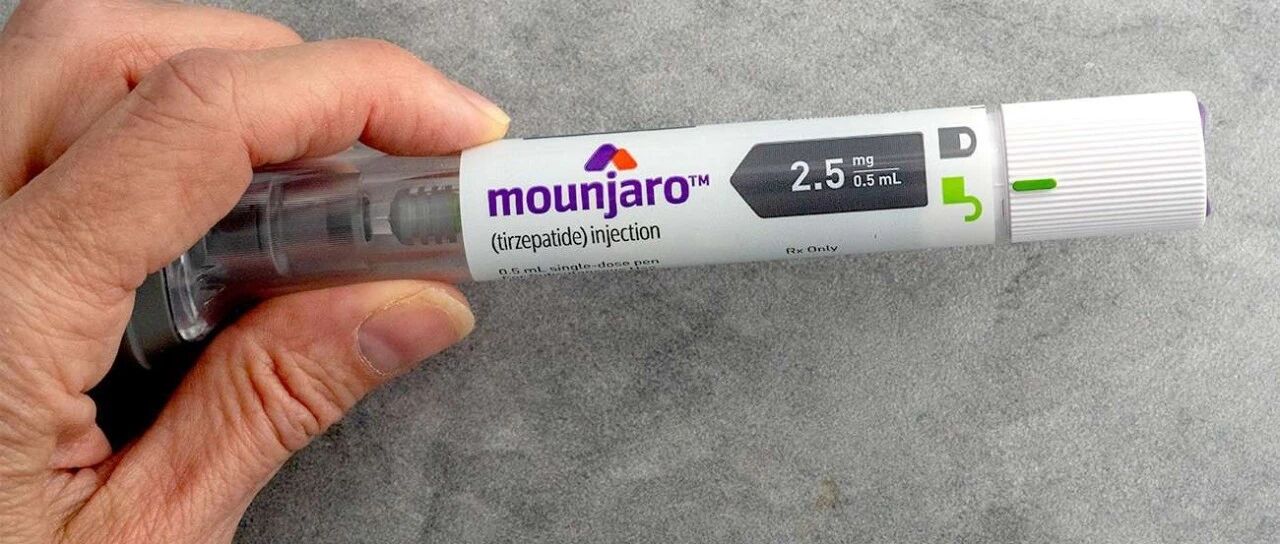 mounjaro™
(tirzepatide) injection
0.5 mL single-dose pen
2.5 mg
0.5 mL
Rx Only